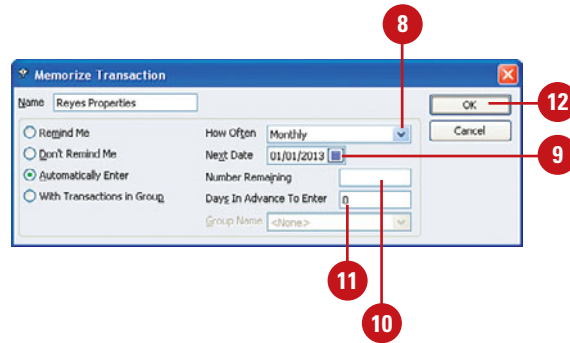 8
Memorize Transaction
Name Reyes Properties
OK 12
Remind Me
How Often Monthly
Cancel
Don't Remind Me
Next Date 01/01/2013
9
Automatically Enter
Number Remaining
With Transactions in Group
Days In Advance To Enter 0
Group Name <None>
11
10